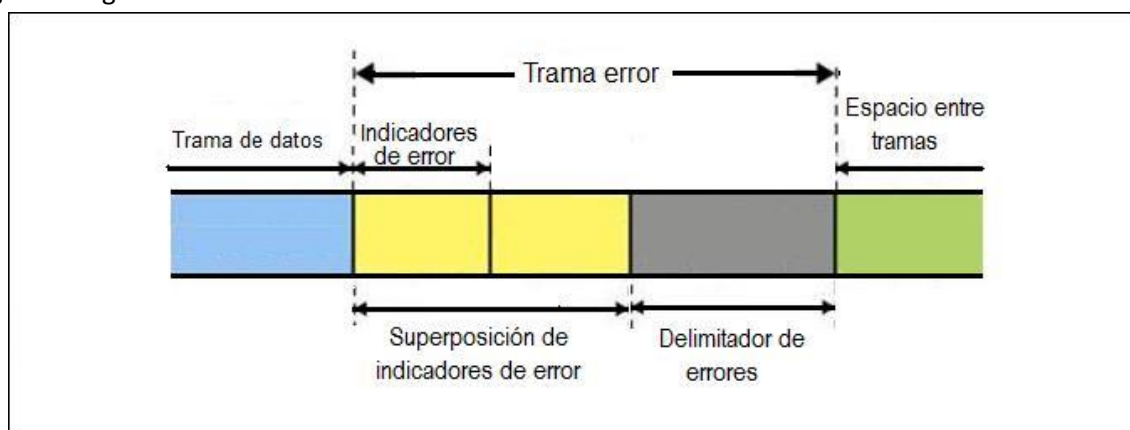 Trama error
Espacio entre
tramas
Trama de datos
Indicadores
de error
Superposición de
indicadores de error
Delimitador de
errores